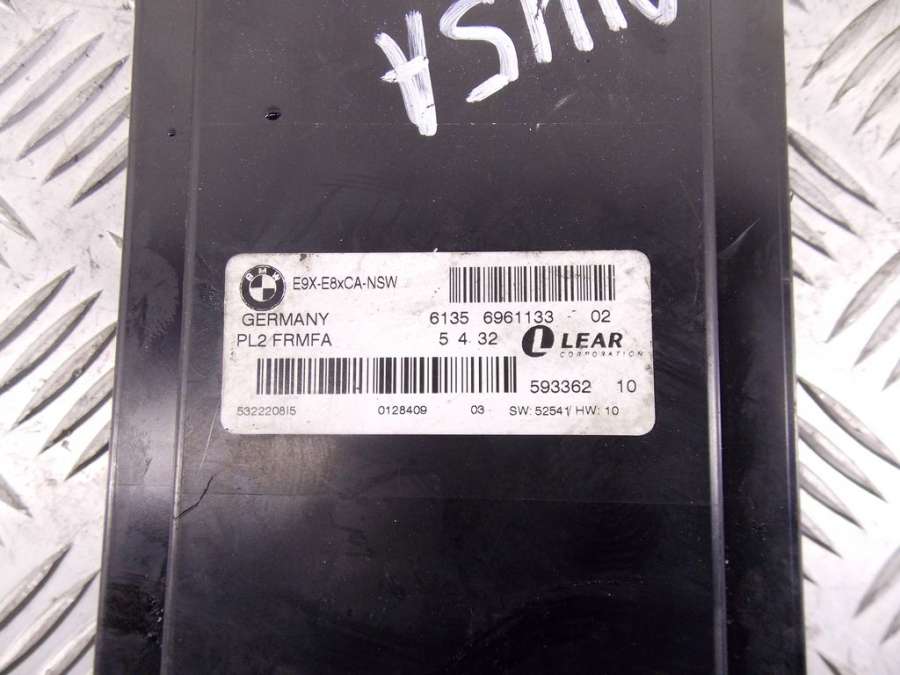 BMW
E9X-E8xCA-NSW
GERMANY
6135 6961133 - 02
PL2 FRMFA
5 4.32
LEAR
CORPORATION
593362 10
532220815
0128409 03 SW: 52541/ HW: 10